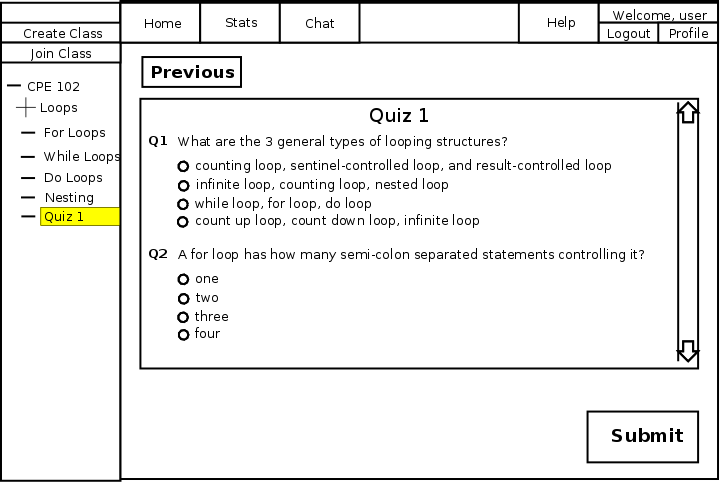 Home
Stats
Chat
Help
Welcome, user
Logout
Profile
Create Class
Join Class
CPE 102
Loops
For Loops
While Loops
Do Loops
Nesting
Quiz 1
Previous
Quiz 1
Q1 What are the 3 general types of looping structures?
counting loop, sentinel-controlled loop, and result-controlled loop
infinite loop, counting loop, nested loop
while loop, for loop, do loop
count up loop, count down loop, infinite loop
Q2 A for loop has how many semi-colon separated statements controlling it?
one
two
three
four
Submit